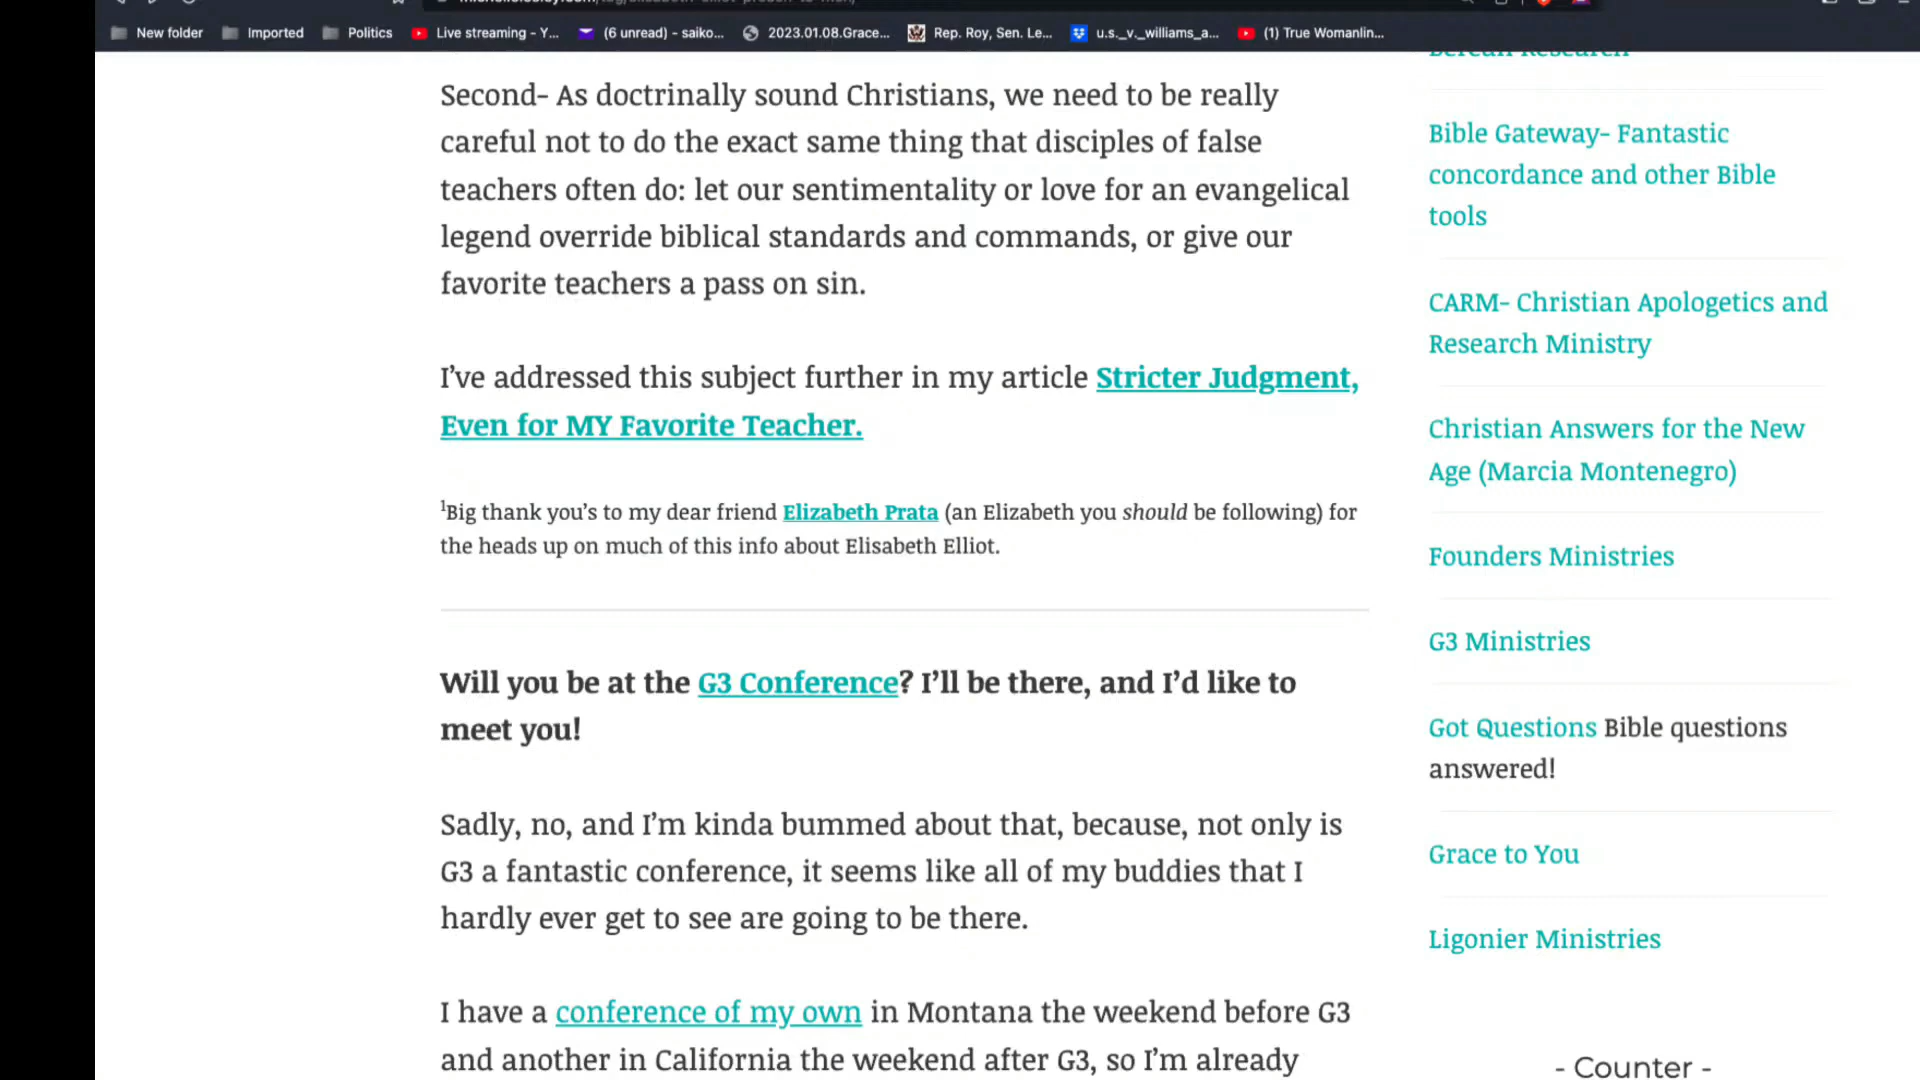 New folder
Imported
Politics
Live streaming - Y...
(6 unread) - saiko...
2023.01.08.Grace...
Rep. Roy, Sen. Le...
u.s._v._williams_a...
(1) True Womanlin...
Second- As doctrinally sound Christians, we need to be really
careful not to do the exact same thing that disciples of false
teachers often do: let our sentimentality or love for an evangelical
legend override biblical standards and commands, or give our
favorite teachers a pass on sin.
I’ve addressed this subject further in my article Stricter Judgment,
Even for MY Favorite Teacher.
1Big thank you’s to my dear friend Elizabeth Prata (an Elizabeth you should be following) for
the heads up on much of this info about Elisabeth Elliot.
Will you be at the G3 Conference? I’ll be there, and I’d like to
meet you!
Sadly, no, and I’m kinda bummed about that, because, not only is
G3 a fantastic conference, it seems like all of my buddies that I
hardly ever get to see are going to be there.
I have a conference of my own in Montana the weekend before G3
and another in California the weekend after G3, so I’m already
Berean Research
Bible Gateway- Fantastic
concordance and other Bible
tools
CARM- Christian Apologetics and
Research Ministry
Christian Answers for the New
Age (Marcia Montenegro)
Founders Ministries
G3 Ministries
Got Questions Bible questions
answered!
Grace to You
Ligonier Ministries
- Counter -